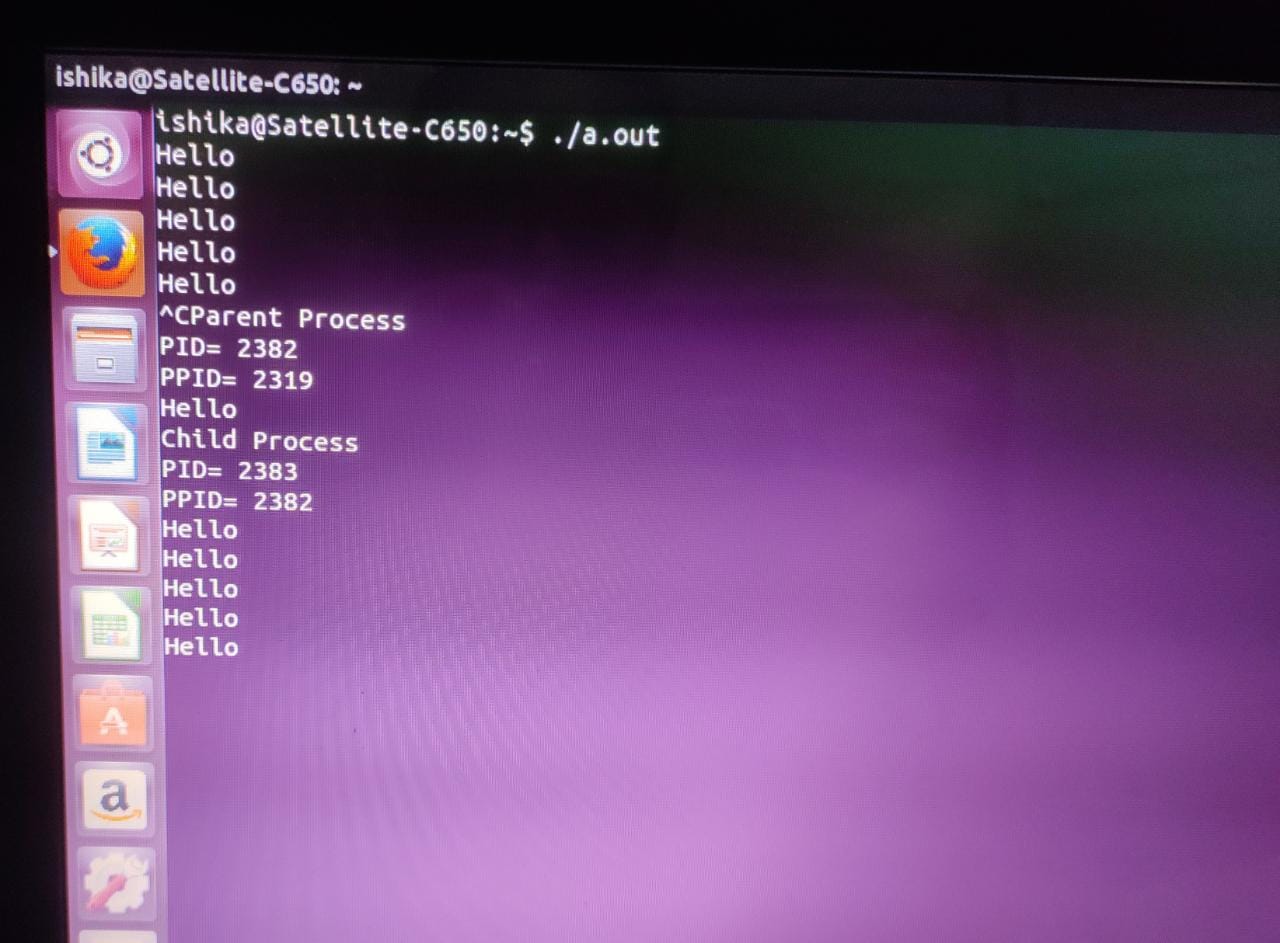 ishika@Satellite-C650: ~
ishika@Satellite-C650:~$ ./a.out
Hello
Hello
Hello
Hello
Hello
^CParent Process
PID= 2382
PPID= 2319
Hello
Child Process
PID= 2383
PPID= 2382
Hello
Hello
Hello
Hello
Hello
A
a